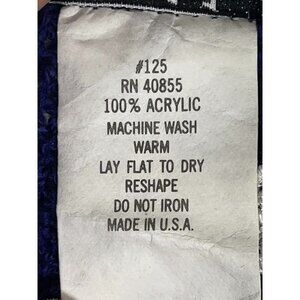 #125
RN 40855
100% ACRYLIC
MACHINE WASH
WARM
LAY FLAT TO DRY
RESHAPE
DO NOT IRON
MADE IN U.S.A.